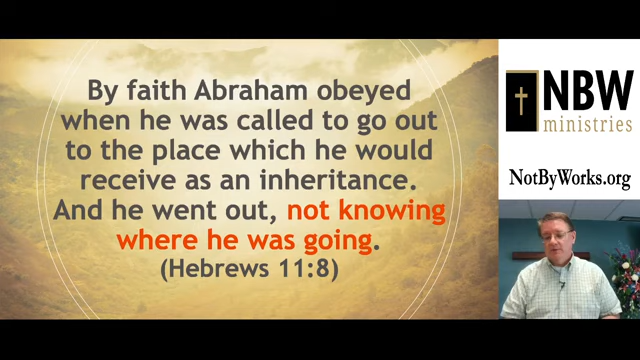 By faith Abraham obeyed
when he was called to go out
to the place which he would
receive as an inheritance.
And he went out, not knowing
where he was going.
(Hebrews 11:8)
NBW
ministries
NotByWorks.org